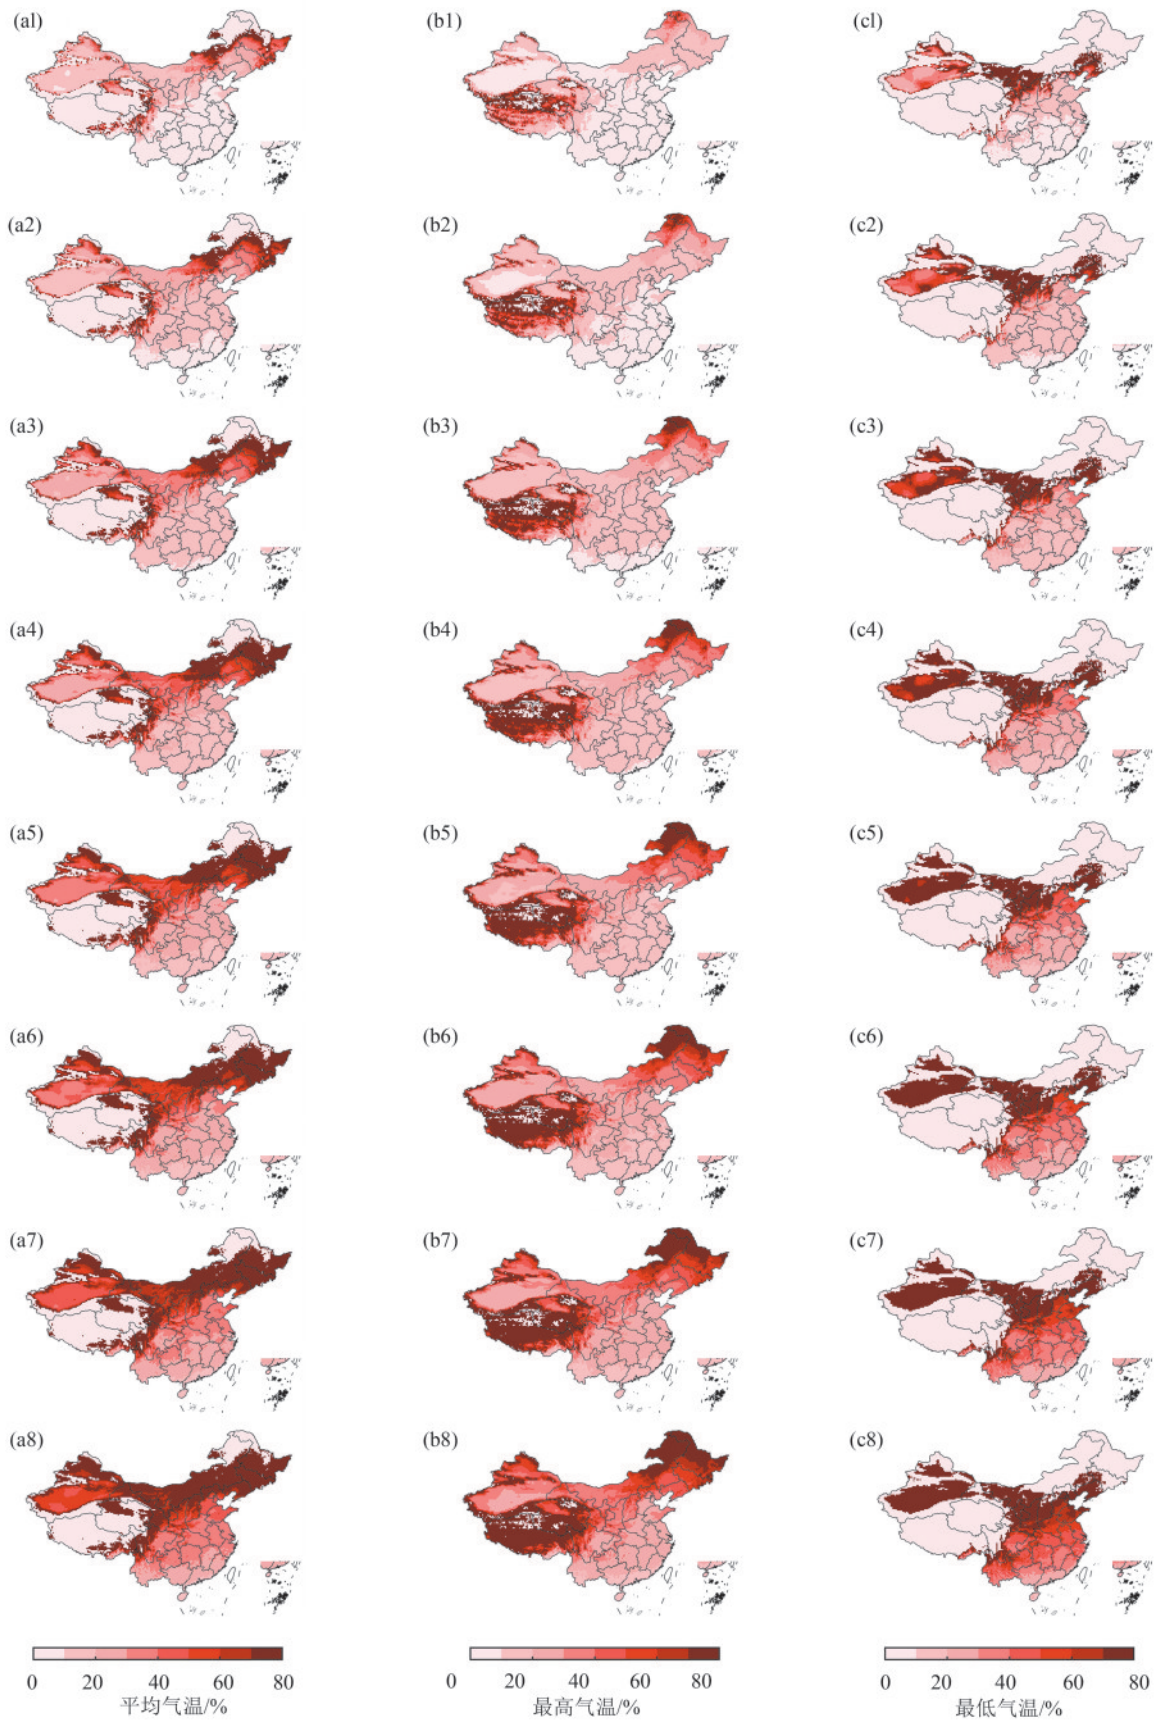 (a1) (b1) (c1)
(a2) (b2) (c2)
(a3) (b3) (c3)
(a4) (b4) (c4)
(a5) (b5) (c5)
(a6) (b6) (c6)
(a7) (b7) (c7)
(a8) (b8) (c8)
0 20 40 60 80 0 20 40 60 80 0 20 40 60 80
平均气温/% 最高气温/% 最低气温/%